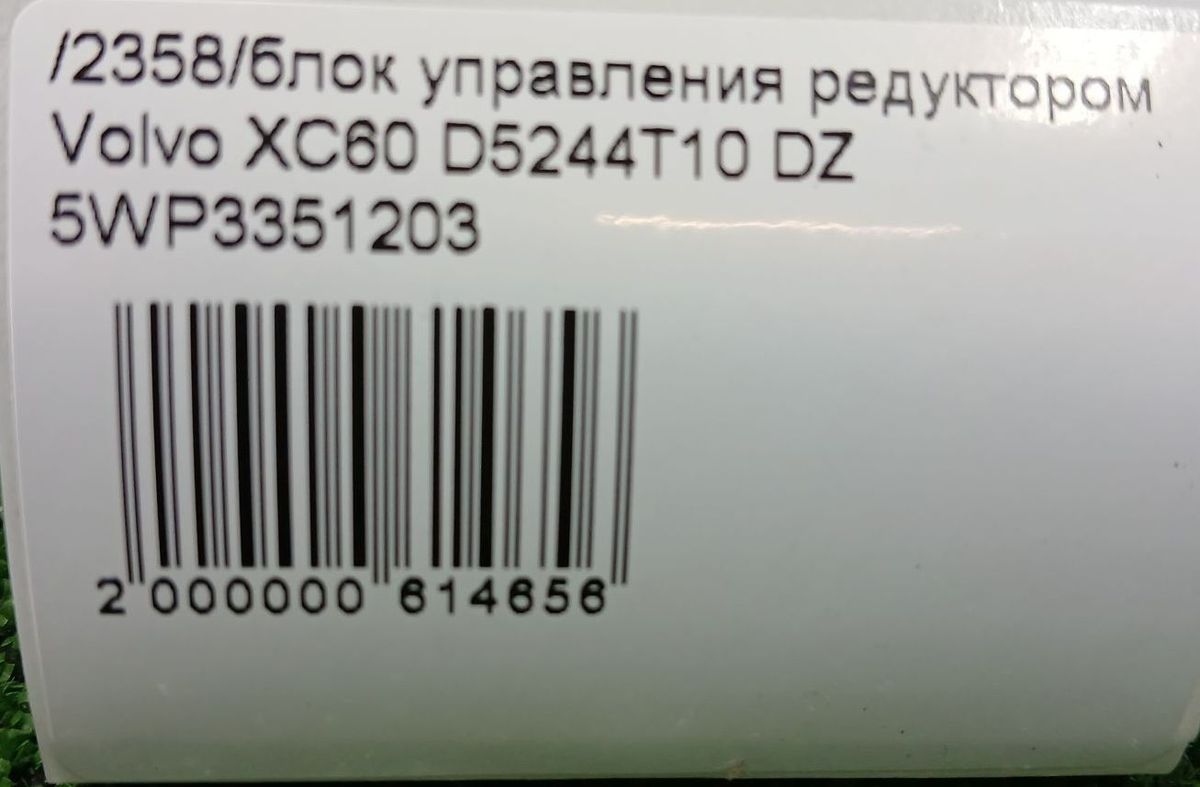 /2358/блок управления редуктором
Volvo XC60 D5244T10 DZ
5WP3351203
2 000000 614656